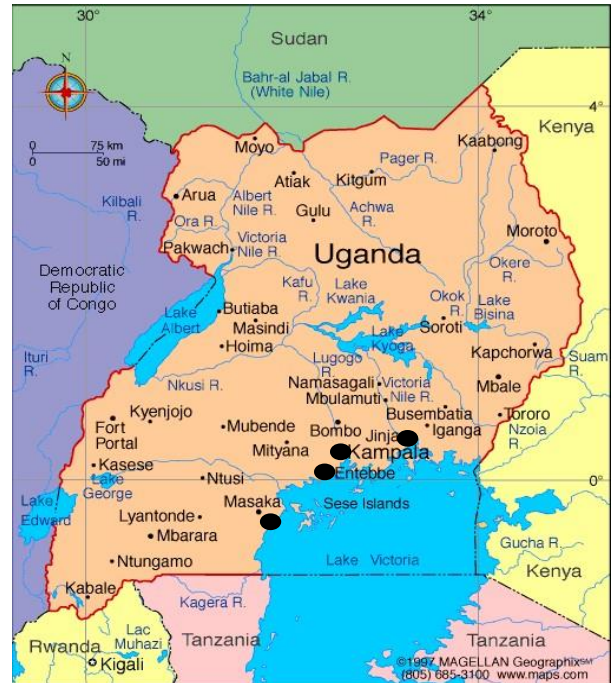 30°
34°
Sudan
N
Bahr-al Jabal R.
(White Nile)
4°
Kenya
0
75 km
0
50 mi
Moyo
Kaabong
Pager R.
Atiak
Kitgum
Kilbali
R.
Arua
Albert
Nile R.
Achwa
R.
Ora R.
Gulu
Moroto
Pakwach
Victoria
Nile R.
Uganda
Okere
R.
Democratic
Republic
of Congo
Kafu
R.
Lake
Kwania
Okok
R.
Lake
Bisina
Lake
Albert
Butiaba
Masindi
Soroti
Lake
Kyoga
Hoima
Lugogo
R.
Kapchorwa
Suam
R.
Ituri
R.
Nkusi R.
Namasagali
Victoria
Nile R.
Mbale
Mbulamuti
Kyenjojo
Busembatia
Tororo
Fort
Portal
Mubende
Bombo
Jinja
Iganga
Nzoia
R.
Mityana
Kampala
Kasese
Entebbe
0°
Lake
George
Ntusi
Lake
Edward
Masaka
Sese Islands
Lyantonde
Mbarara
Gucha R.
Ntungamo
Lake Victoria
Kenya
Kabale
Kagera R.
Rwanda
Lac
Muhazi
Tanzania
Tanzania
Kigali
©1997 MAGELLAN Geographix℠
(805) 685-3100 www.maps.com